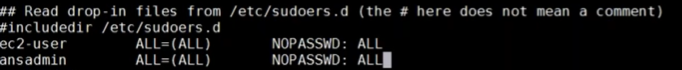 ## Read drop-in files from /etc/sudoers.d (the # here does not mean a comment)
#includedir /etc/sudoers.d
ec2-user        ALL=(ALL)       NOPASSWD: ALL
ansadmin        ALL=(ALL)       NOPASSWD: ALL